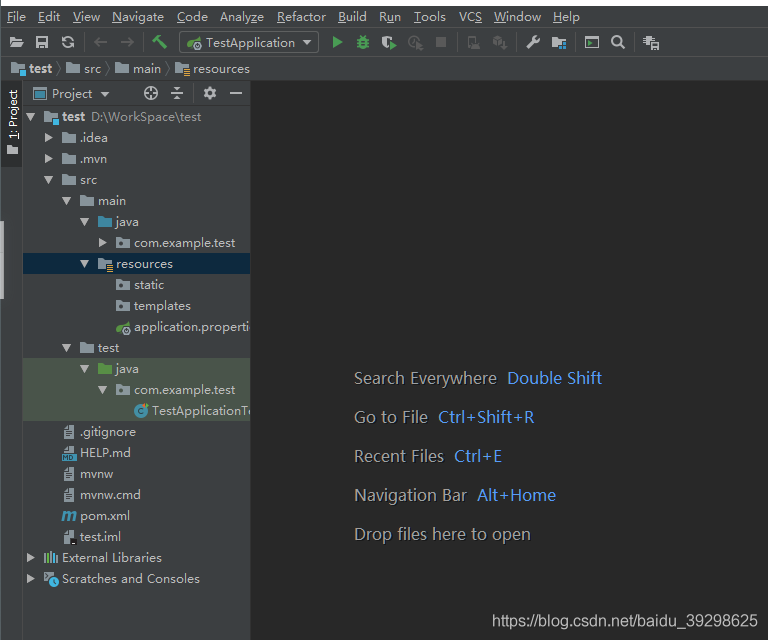 File Edit View Navigate Code Analyze Refactor Build Run Tools VCS Window Help
TestApplication
test src main resources
1: Project
Project
test D:\WorkSpace\test
.idea
.mvn
src
main
java
com.example.test
resources
static
templates
application.properti
test
java
com.example.test
TestApplicationTe
.gitignore
HELP.md
mvnw
mvnw.cmd
pom.xml
test.iml
External Libraries
Scratches and Consoles
Search Everywhere Double Shift
Go to File Ctrl+Shift+R
Recent Files Ctrl+E
Navigation Bar Alt+Home
Drop files here to open
https://blog.csdn.net/baidu_39298625